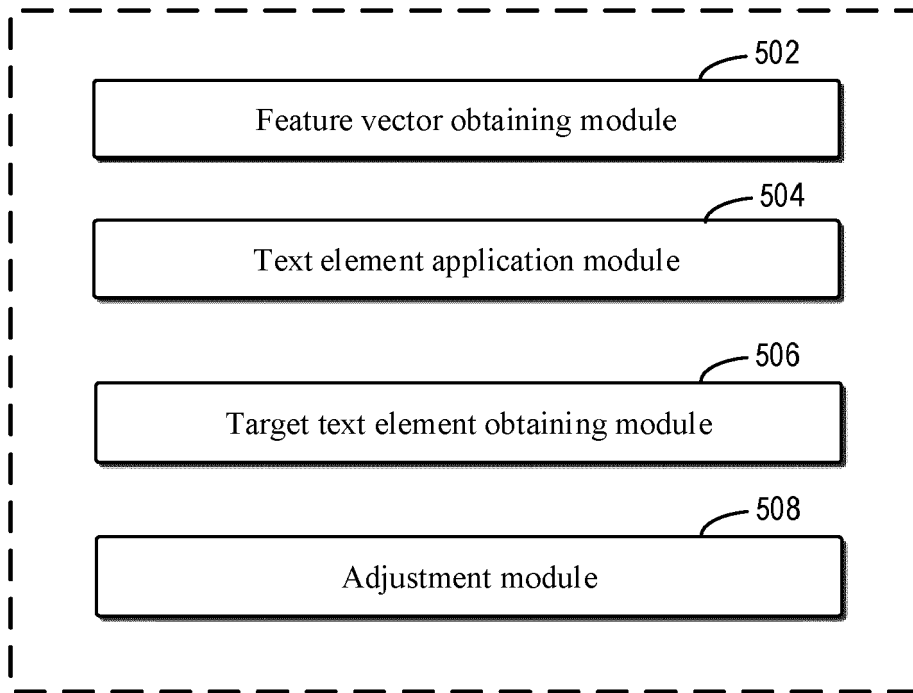 502
Feature vector obtaining module
504
Text element application module
506
Target text element obtaining module
508
Adjustment module